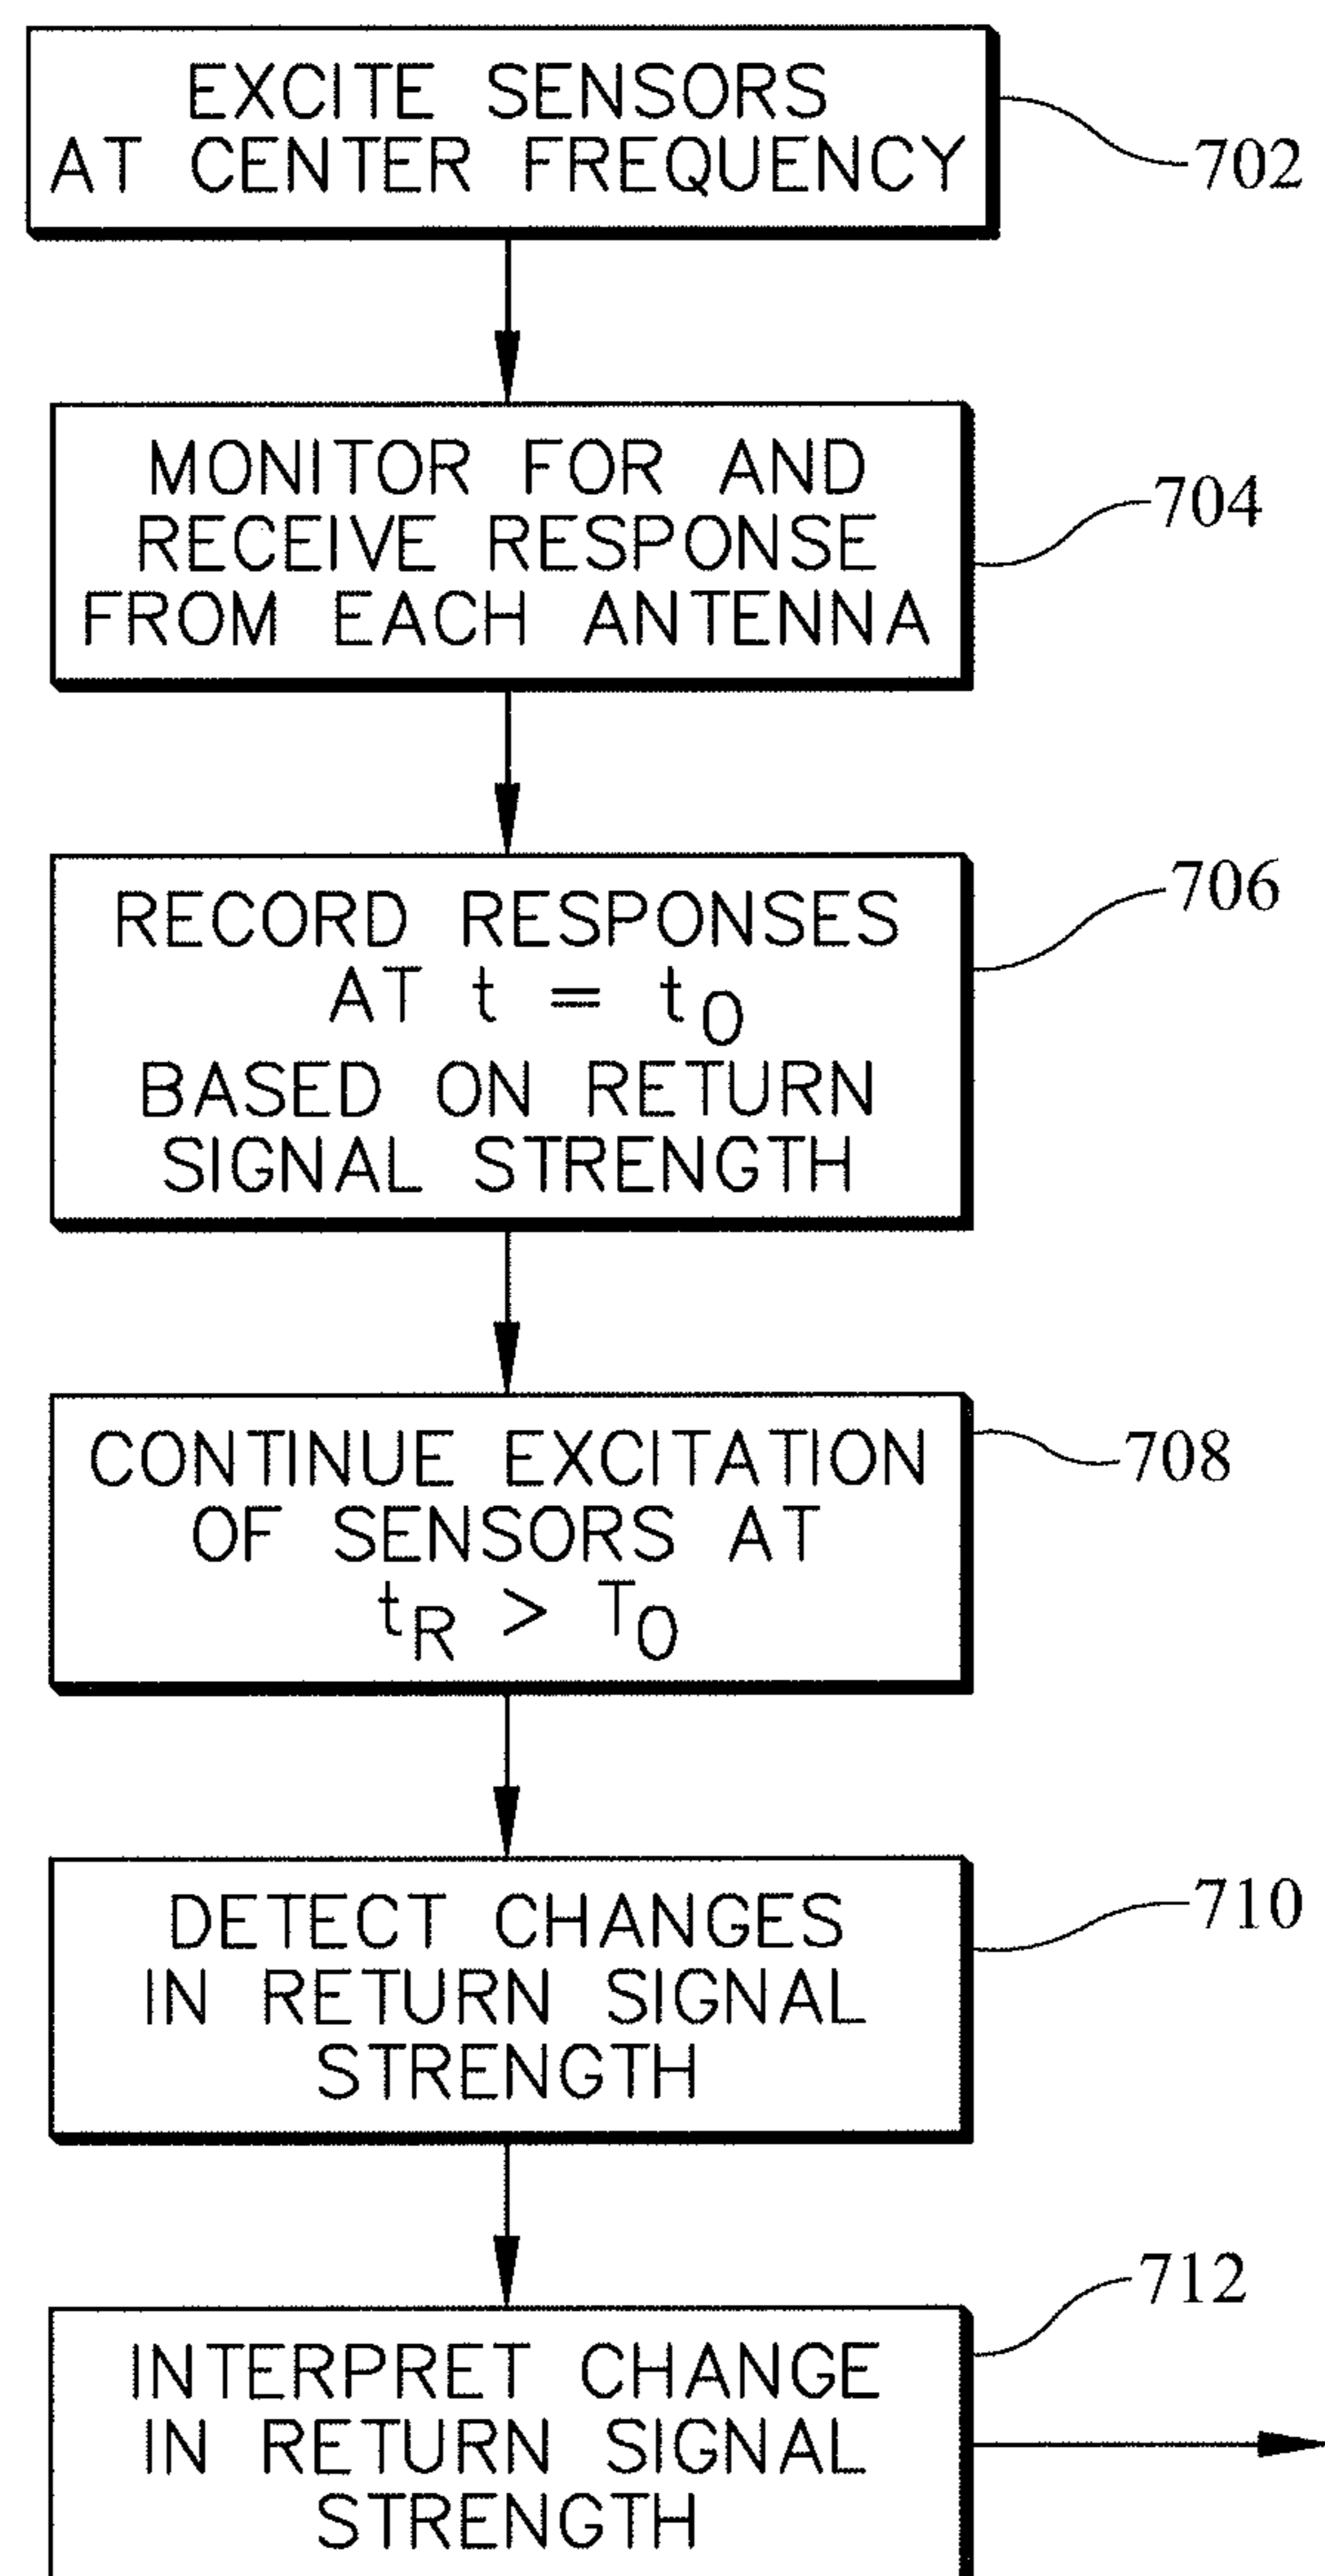 EXCITE SENSORS
AT CENTER FREQUENCY
702
MONITOR FOR AND
RECEIVE RESPONSE
FROM EACH ANTENNA
704
RECORD RESPONSES
AT t = t₀
BASED ON RETURN
SIGNAL STRENGTH
706
CONTINUE EXCITATION
OF SENSORS AT
t_R > T₀
708
DETECT CHANGES
IN RETURN SIGNAL
STRENGTH
710
INTERPRET CHANGE
IN RETURN SIGNAL
STRENGTH
712